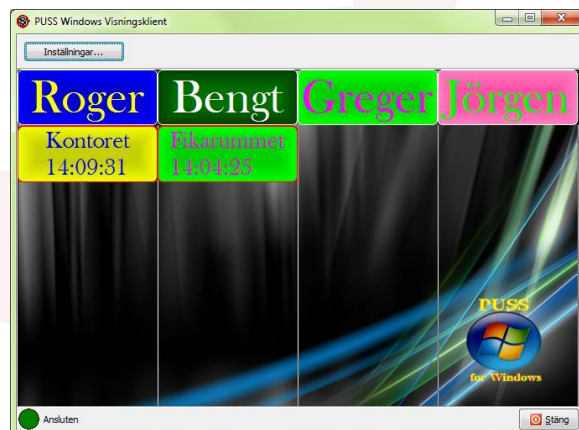 PUSS Windows Visningsklient
Inställningar...
Roger
Bengt
Greger
Jörgen
Kontoret
14:09:31
Fikarummet
14:04:25
PUSS
for Windows
Ansluten
Stäng